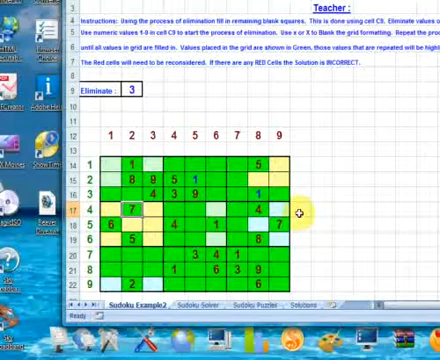 Teacher :
Instructions: Using the process of elimination fill in remaining blank squares. This is done using cell C9. Eliminate values
Use numeric values 1-9 in cell C9 to start the process of elimination. Use x or X to Blank the grid formatting. Repeat the
until all values in grid are filled in. Values placed in the grid are shown in Green, those values that are repeated will be
The Red cells will need to be reconsidered. If there are any RED Cells the Solution is INCORRECT.
Eliminate : 3
1 2 3 4 5 6 7 8 9
1 1 5
2 8 9 5 1
3 4 3 9 1
4 7 4
5 6 4 1 7
6 5 8
7 3 4 1
8 1 6 3 9
9 2 6
Sudoku Example2 Sudoku Solver Sudoku Puzzles Solutions
Ready